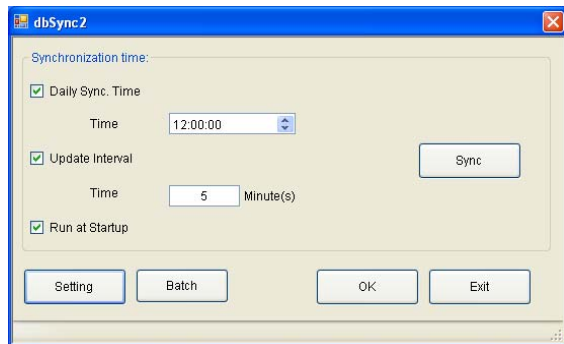 dbSync2
Synchronization time:
Daily Sync. Time
Time 12:00:00
Update Interval
Sync
Time 5 Minute(s)
Run at Startup
Setting Batch OK Exit